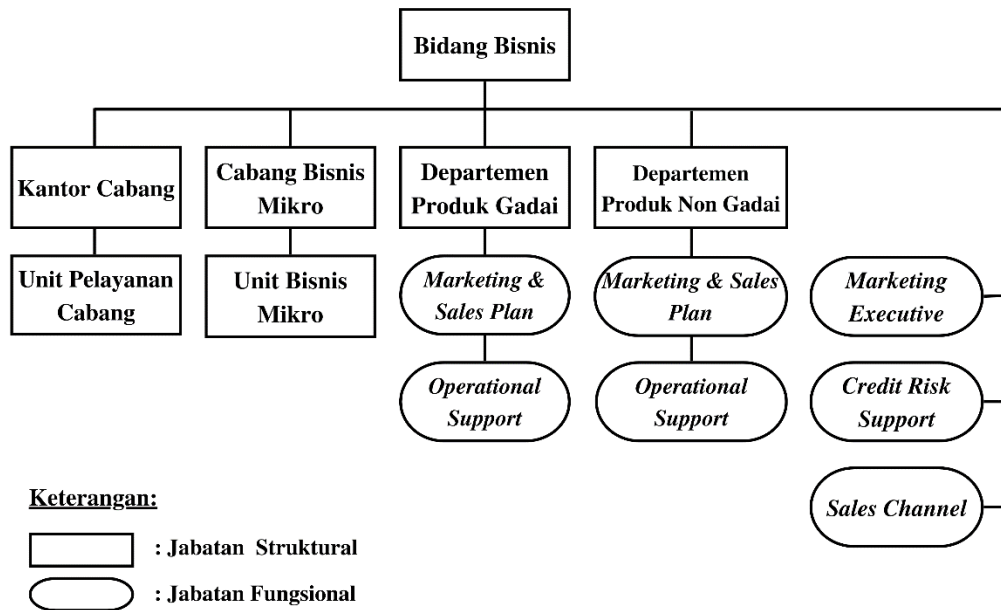 Bidang Bisnis
Kantor Cabang
Cabang Bisnis
Mikro
Departemen
Produk Gadai
Departemen
Produk Non Gadai
Unit Pelayanan
Cabang
Unit Bisnis
Mikro
Marketing &
Sales Plan
Marketing & Sales
Plan
Marketing
Executive
Operational
Support
Operational
Support
Credit Risk
Support
Sales Channel
Keterangan:
: Jabatan Struktural
: Jabatan Fungsional